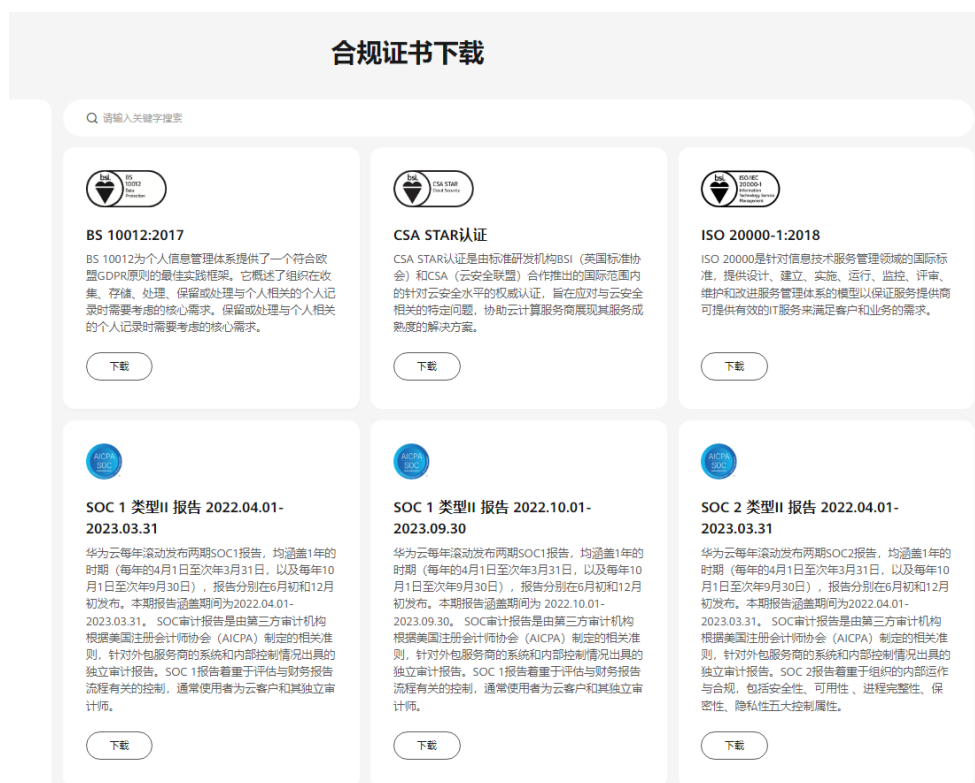 合规证书下载
请输入关键字搜索
bsi.
BS
10012
Data
Protection
BS 10012:2017
BS 10012为个人信息管理体系提供了一个符合欧
盟GDPR原则的最佳实践框架。它概述了组织在收
集、存储、处理、保留或处理与个人相关的个人记
录时需要考虑的核心需求。保留或处理与个人相关
的个人记录时需要考虑的核心需求。
下载
bsi.
CSA STAR
Cloud Security
CSA STAR认证
CSA STAR认证是由标准研发机构BSI（英国标准协
会）和CSA（云安全联盟）合作推出的国际范围内
的针对云安全水平的权威认证，旨在应对与云安全
相关的特定问题，协助云计算服务商展现其服务成
熟度的解决方案。
下载
bsi.
ISO/IEC
20000-1
Information
Technology Service
Management
ISO 20000-1:2018
ISO 20000是针对信息技术服务管理领域的国际标
准，提供设计、建立、实施、运行、监控、评审、
维护和改进服务管理体系的模型以保证服务提供商
可提供有效的IT服务来满足客户和业务的需求。
下载
AICPA
SOC
SOC 1 类型II 报告 2022.04.01-
2023.03.31
华为云每年滚动发布两期SOC1报告，均涵盖1年的
时期（每年的4月1日至次年3月31日，以及每年10
月1日至次年9月30日），报告分别在6月初和12月
初发布。本期报告涵盖期间为2022.04.01-
2023.03.31。 SOC审计报告是由第三方审计机构
根据美国注册会计师协会（AICPA）制定的相关准
则，针对外包服务商的系统和内部控制情况出具的
独立审计报告。SOC 1报告着重于评估与财务报告
流程有关的控制，通常使用者为云客户和其独立审
计师。
下载
AICPA
SOC
SOC 1 类型II 报告 2022.10.01-
2023.09.30
华为云每年滚动发布两期SOC1报告，均涵盖1年的
时期（每年的4月1日至次年3月31日，以及每年10
月1日至次年9月30日），报告分别在6月初和12月
初发布。本期报告涵盖期间为 2022.10.01-
2023.09.30。 SOC审计报告是由第三方审计机构
根据美国注册会计师协会（AICPA）制定的相关准
则，针对外包服务商的系统和内部控制情况出具的
独立审计报告。SOC 1报告着重于评估与财务报告
流程有关的控制，通常使用者为云客户和其独立审
计师。
下载
AICPA
SOC
SOC 2 类型II 报告 2022.04.01-
2023.03.31
华为云每年滚动发布两期SOC2报告，均涵盖1年的
时期（每年的4月1日至次年3月31日，以及每年10
月1日至次年9月30日），报告分别在6月初和12月
初发布。本期报告涵盖期间为2022.04.01-
2023.03.31。 SOC审计报告是由第三方审计机构
根据美国注册会计师协会（AICPA）制定的相关准
则，针对外包服务商的系统和内部控制情况出具的
独立审计报告。SOC 2报告着重于组织的内部运作
与合规，包括安全性、可用性 、进程完整性、保
密性、隐私性五大控制属性。
下载